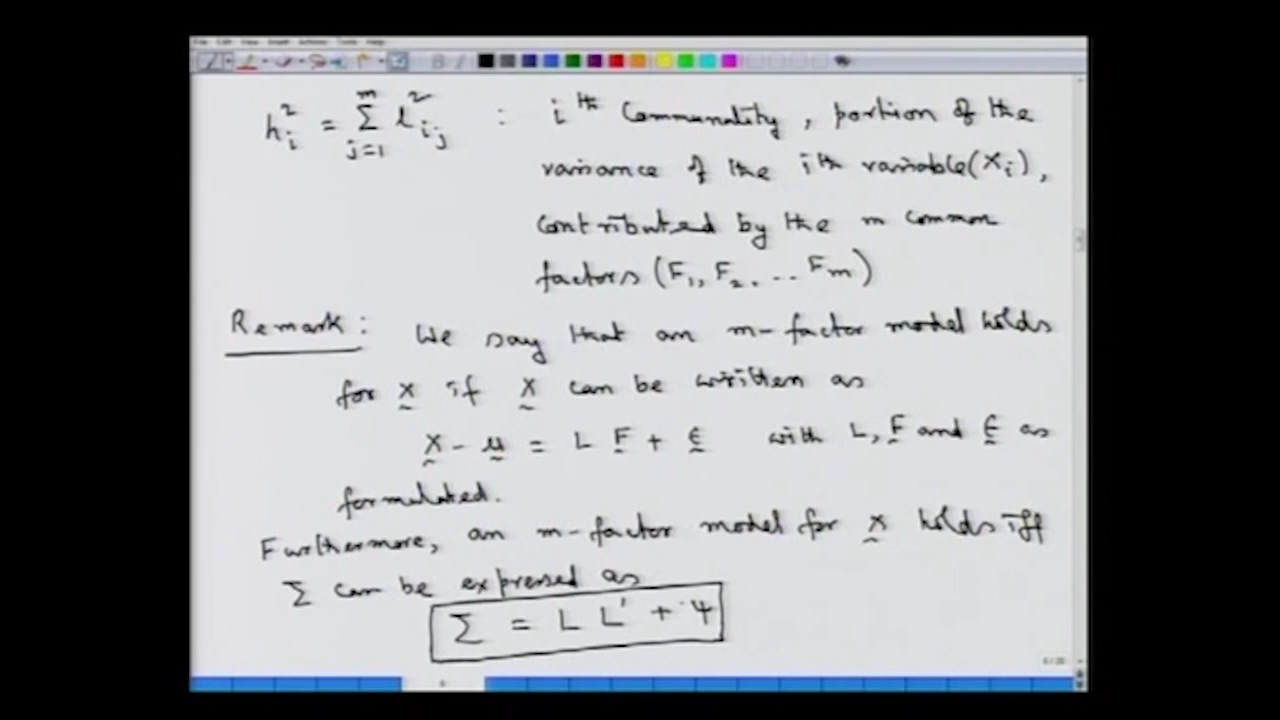 h_i^2 = Σ_{j=1}^{m} l_{ij}^2 : i^th Communality, portion of the
variance of the ith variable (X_i),
contributed by the m common
factors (F_1, F_2, ... F_m)
Remark: We say that an m-factor model holds
for X if X can be written as
X - μ = L F + ε with L, F and ε as
formulated.
Furthermore, an m-factor model for X holds iff
Σ can be expressed as
Σ = L L' + ψ